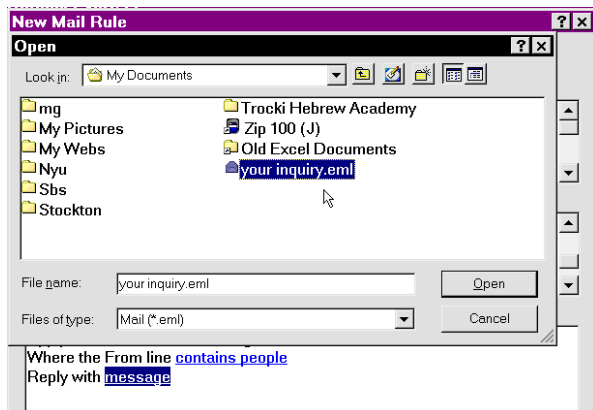 New Mail Rule
Open
Look in: My Documents
mg
My Pictures
My Webs
Nyu
Sbs
Stockton
Trocki Hebrew Academy
Zip 100 (J)
Old Excel Documents
your inquiry.eml
File name: your inquiry.eml Open
Files of type: Mail (*.eml) Cancel
Where the From line contains people
Reply with message